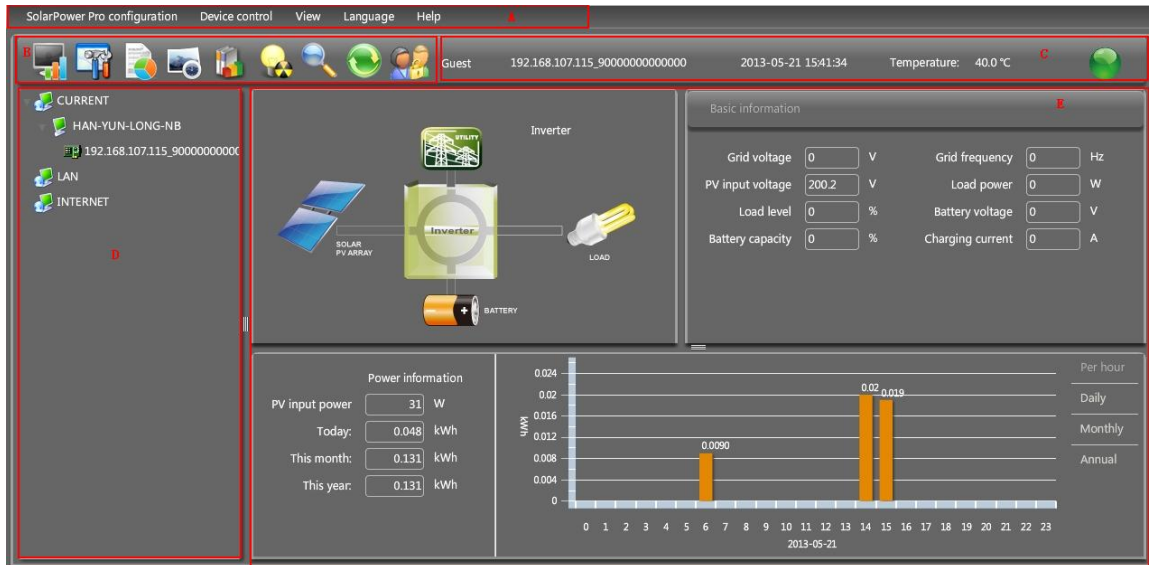 SolarPower Pro configuration Device control View Language Help A
B
Guest 192.168.107.115_90000000000000 2013-05-21 15:41:34 Temperature: 40.0 ℃ C
CURRENT
HAN-YUN-LONG-NB
192.168.107.115_9000000000
LAN
INTERNET
D
Inverter
UTILITY
Inverter
SOLAR
PV ARRAY
LOAD
BATTERY
Basic information E
Grid voltage 0 V Grid frequency 0 Hz
PV input voltage 200.2 V Load power 0 W
Load level 0 % Battery voltage 0 V
Battery capacity 0 % Charging current 0 A
Power information
PV input power 31 W
Today: 0.048 kWh
This month: 0.131 kWh
This year: 0.131 kWh
kWh
0.024
0.02
0.016
0.012
0.008
0.004
0
0.0090
0.02
0.019
0 1 2 3 4 5 6 7 8 9 10 11 12 13 14 15 16 17 18 19 20 21 22 23
2013-05-21
Per hour
Daily
Monthly
Annual